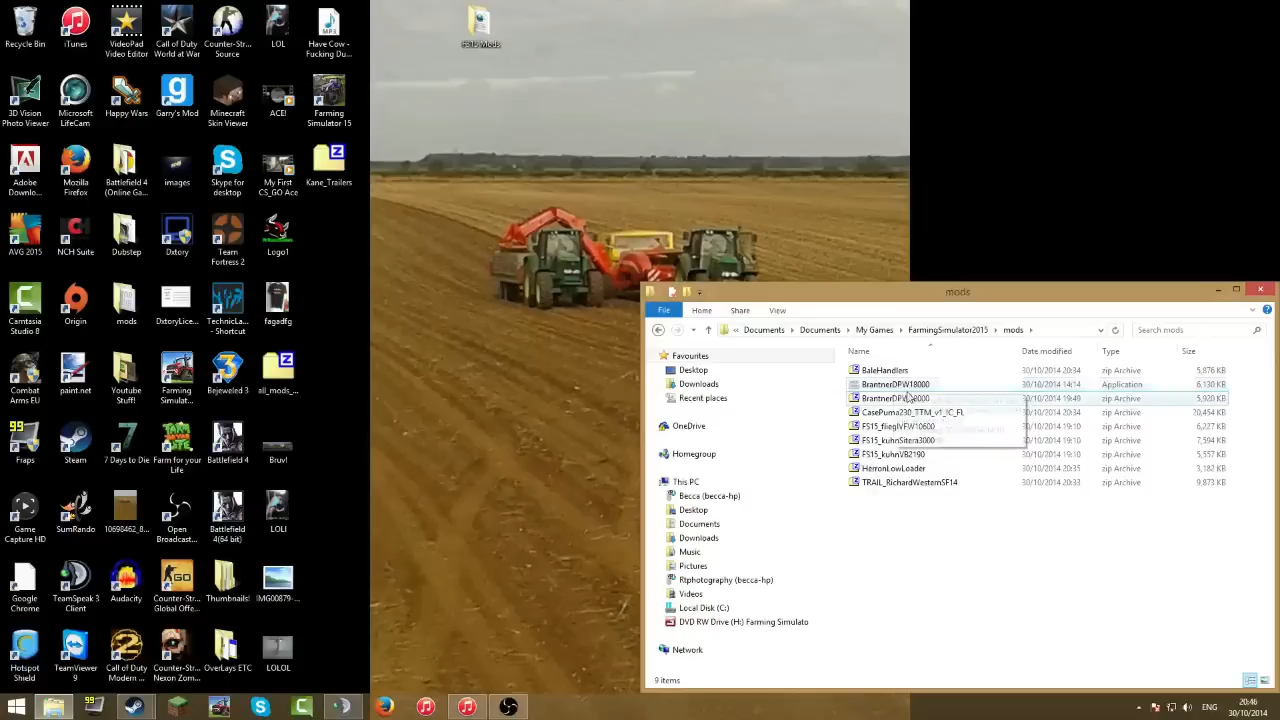 Recycle Bin
iTunes
VideoPad Video Editor
Call of Duty World at War
Counter-Str... Source
LOL
Have Cow - Fucking Du...
FS15 Mods
3D Vision Photo Viewer
Microsoft LifeCam
Happy Wars
Garry's Mod
Minecraft Skin Viewer
ACE!
Farming Simulator 15
Adobe Downlo...
Mozilla Firefox
Battlefield 4 (Online Ga...
images
Skype for desktop
My First CS_GO Ace
Kane_Trailers
AVG 2015
NCH Suite
Dubstep
Dxtory
Team Fortress 2
Logo1
Camtasia Studio 8
Origin
mods
DxtoryLice...
TechnicLa... - Shortcut
fagadfg
Combat Arms EU
paint.net
Youtube Stuff
iMovie
Bejeweled 3
all_mods_...
Fraps
Steam
7 Days to Die
Farm for your Life
Battlefield 4
Bruv!
Game Capture HD
SumRando
10698462_8...
Open Broadcast...
Battlefield 4(64 bit)
LOL!
Google Chrome
TeamSpeak 3 Client
Audacity
Counter-Str... Global Offe...
Thumbnails!
IMG00879-...
Hotspot Shield
TeamViewer 9
Call of Duty Modern ...
Counter-Str... Nexon Zom...
OverLays ETC
LOLOL
mods
File Home Share View
« Documents › Documents › My Games › FarmingSimulator2015 › mods ›
Search mods
Name Date modified Type Size
Favourites
Desktop
Downloads
Recent places
OneDrive
Homegroup
This PC
Becca (becca-hp)
Desktop
Documents
Downloads
Music
Pictures
Rtphotography (becca-hp)
Videos
Local Disk (C:)
DVD RW Drive (H:) Farming Simulato
Network
BaleHandlers 30/10/2014 20:34 zip Archive 5,876 KB
BrantnerDPW18000 30/10/2014 14:14 Application 6,130 KB
30/10/2014 19:49 zip Archive 5,920 KB
CasePuma230_TTM_v1_IC_FL 30/10/2014 20:34 zip Archive 20,454 KB
FS15_flieglVFW10600 30/10/2014 19:10 zip Archive 6,227 KB
FS15_kuhnSitera3000 30/10/2014 19:10 zip Archive 7,594 KB
FS15_kuhnVB2190 30/10/2014 19:10 zip Archive 5,557 KB
HerronLowLoader 30/10/2014 20:35 zip Archive 3,182 KB
TRAIL_RichardWesternSF14 30/10/2014 20:33 zip Archive 9,873 KB
9 items
99
ENG
20:46
30/10/2014